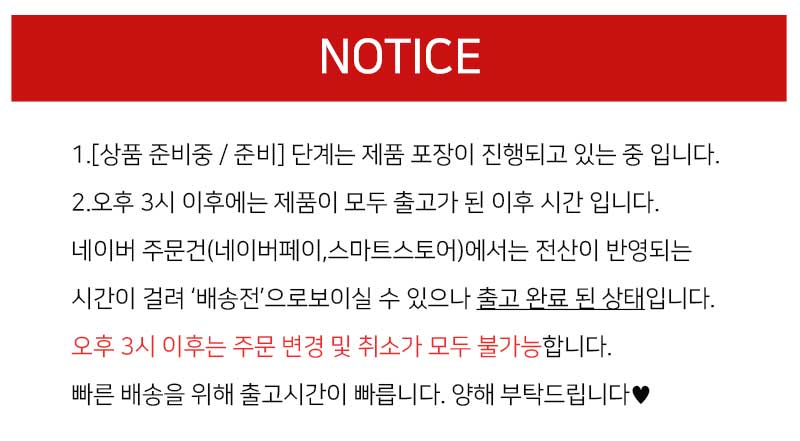 NOTICE
1.[상품 준비중 / 준비] 단계는 제품 포장이 진행되고 있는 중 입니다.
2.오후 3시 이후에는 제품이 모두 출고가 된 이후 시간 입니다.
네이버 주문건(네이버페이,스마트스토어)에서는 전산이 반영되는
시간이 걸려 ‘배송전’으로보이실 수 있으나 출고 완료 된 상태입니다.
오후 3시 이후는 주문 변경 및 취소가 모두 불가능합니다.
빠른 배송을 위해 출고시간이 빠릅니다. 양해 부탁드립니다♥